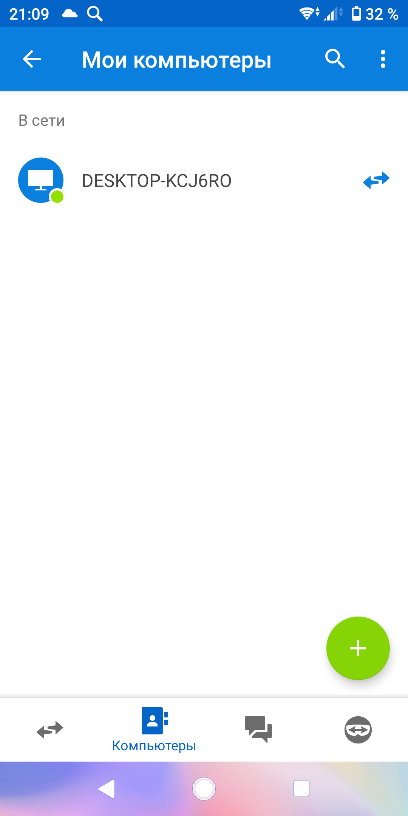 21:09
32 %
Мои компьютеры
В сети
DESKTOP-KCJ6RO
Компьютеры